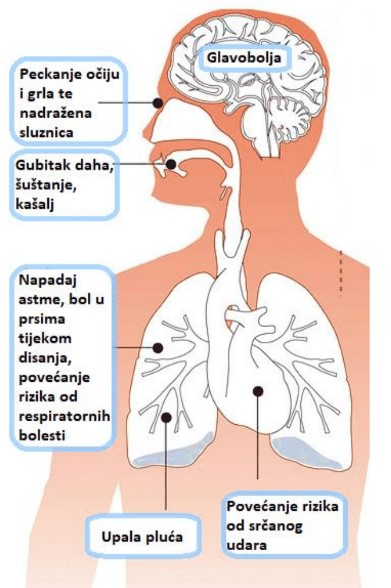 Glavobolja
Peckanje očiju
i grla te
nadražena
sluznica
Gubitak daha,
šuštanje,
kašalj
Napadaj
astme, bol u
prsima
tijekom
disanja,
povećanje
rizika od
respiratornih
bolesti
Upala pluća
Povećanje rizika
od srčanog
udara